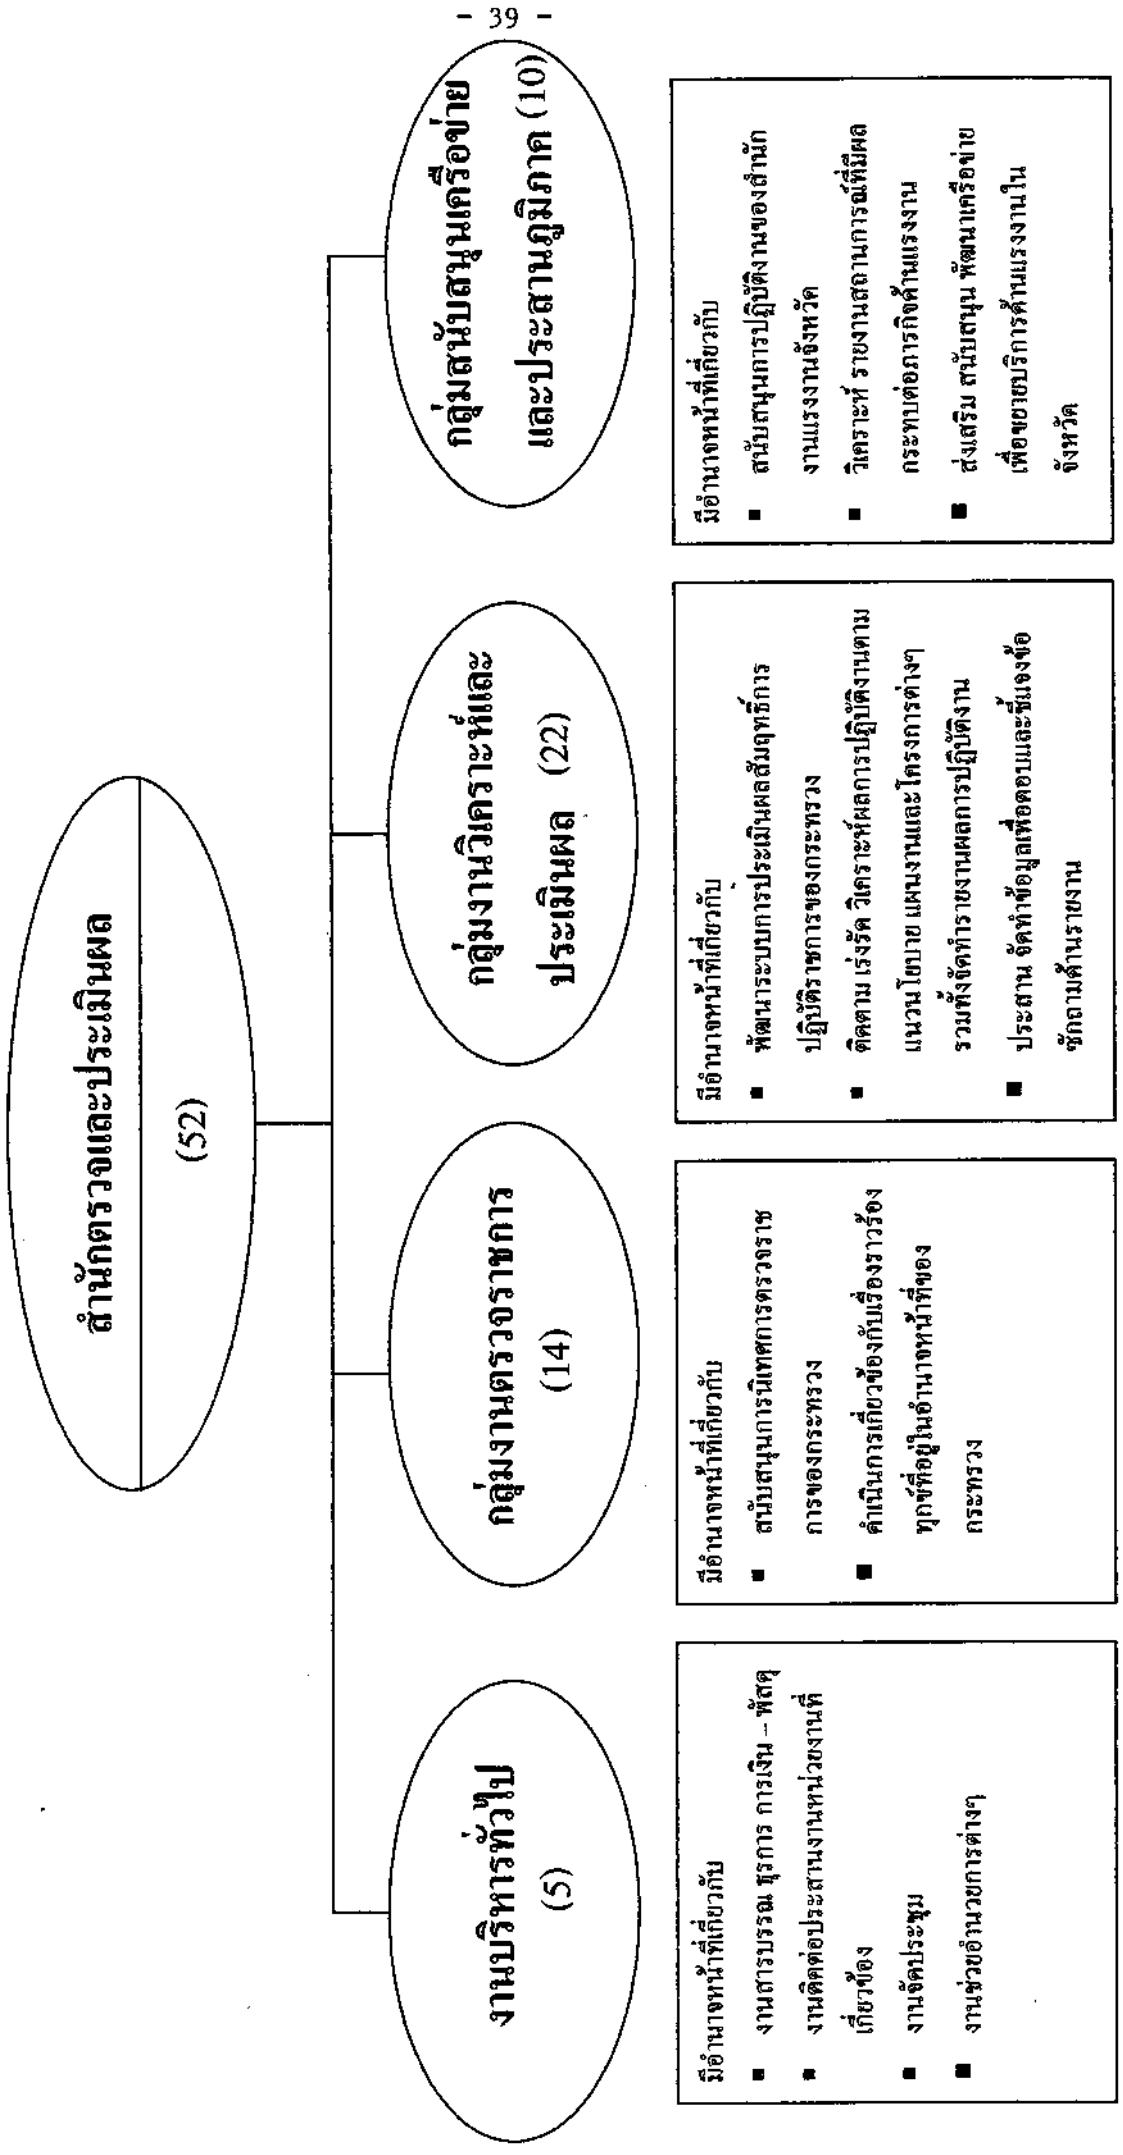 - 39 -
สำนักตรวจและประเมินผล
(52)
งานบริหารทั่วไป
(5)
กลุ่มงานตรวจราชการ
(14)
กลุ่มงานวิเคราะห์และ
ประเมินผล (22)
กลุ่มสนับสนุนเครือข่าย
และประสานภูมิภาค (10)
มีอำนาจหน้าที่เกี่ยวกับ
■ งานสารบรรณ ธุรการ การเงิน – พัสดุ
■ งานติดต่อประสานงานหน่วยงานที่
เกี่ยวข้อง
■ งานจัดประชุม
■ งานช่วยอำนวยการต่างๆ
มีอำนาจหน้าที่เกี่ยวกับ
■ สนับสนุนการนิเทศการตรวจราช
การของกระทรวง
■ ดำเนินการเกี่ยวข้องกับเรื่องราวร้อง
ทุกข์ที่อยู่ในอำนาจหน้าที่ของ
กระทรวง
มีอำนาจหน้าที่เกี่ยวกับ
■ พัฒนาระบบการประเมินผลสัมฤทธิ์การ
ปฏิบัติราชการของกระทรวง
■ ติดตาม เร่งรัด วิเคราะห์ผลการปฏิบัติงานตาม
แนวนโยบาย แผนงานและโครงการต่างๆ
รวมทั้งจัดทำรายงานผลการปฏิบัติงาน
■ ประสาน จัดทำข้อมูลเพื่อตอบและชี้แจงข้อ
ซักถามด้านรายงาน
มีอำนาจหน้าที่เกี่ยวกับ
■ สนับสนุนการปฏิบัติงานของสำนัก
งานแรงงานจังหวัด
■ วิเคราะห์ รายงานสถานการณ์ที่มีผล
กระทบต่อภารกิจด้านแรงงาน
■ ส่งเสริม สนับสนุน พัฒนาเครือข่าย
เพื่อขยายบริการด้านแรงงานใน
จังหวัด